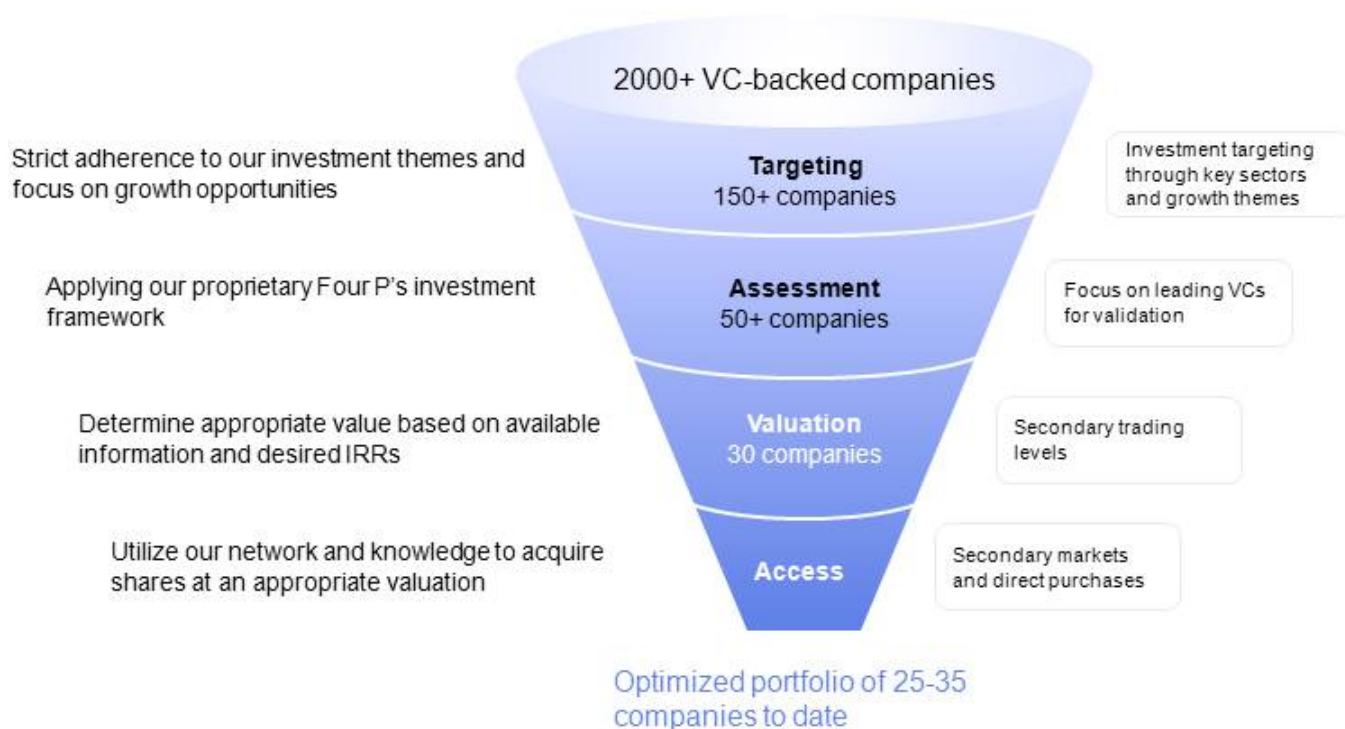 2000+ VC-backed companies
Strict adherence to our investment themes and
focus on growth opportunities
Targeting
150+ companies
Investment targeting
through key sectors
and growth themes
Applying our proprietary Four P’s investment
framework
Assessment
50+ companies
Focus on leading VCs
for validation
Determine appropriate value based on available
information and desired IRRs
Valuation
30 companies
Secondary trading
levels
Utilize our network and knowledge to acquire
shares at an appropriate valuation
Access
Secondary markets
and direct purchases
Optimized portfolio of 25-35
companies to date